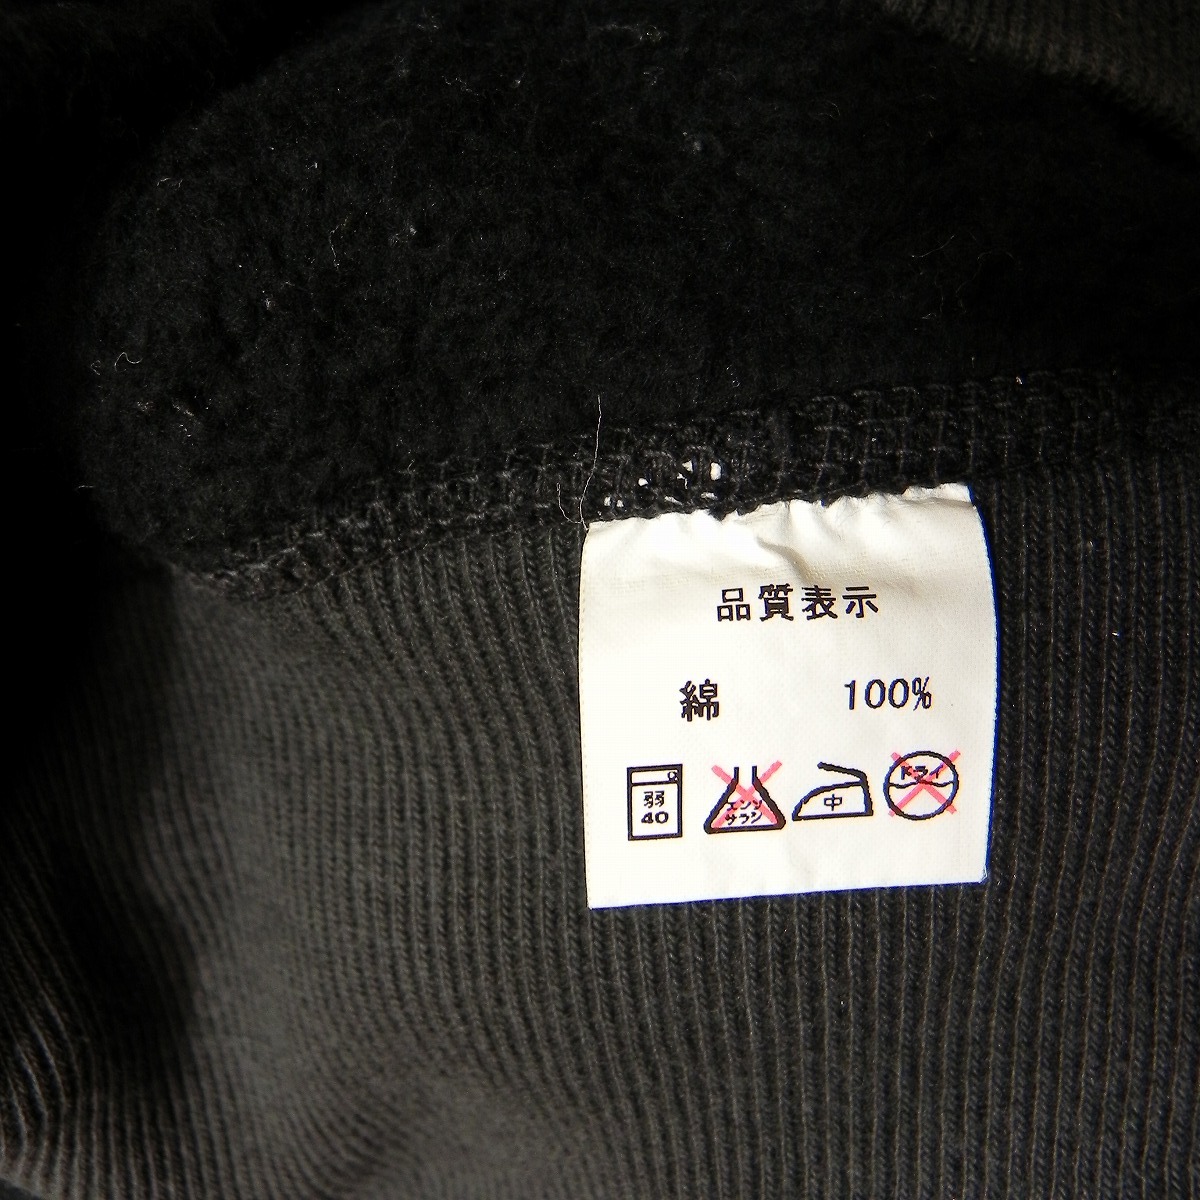 品質表示
綿 100%
弱 40
エンソ サラシ
中
ドライ